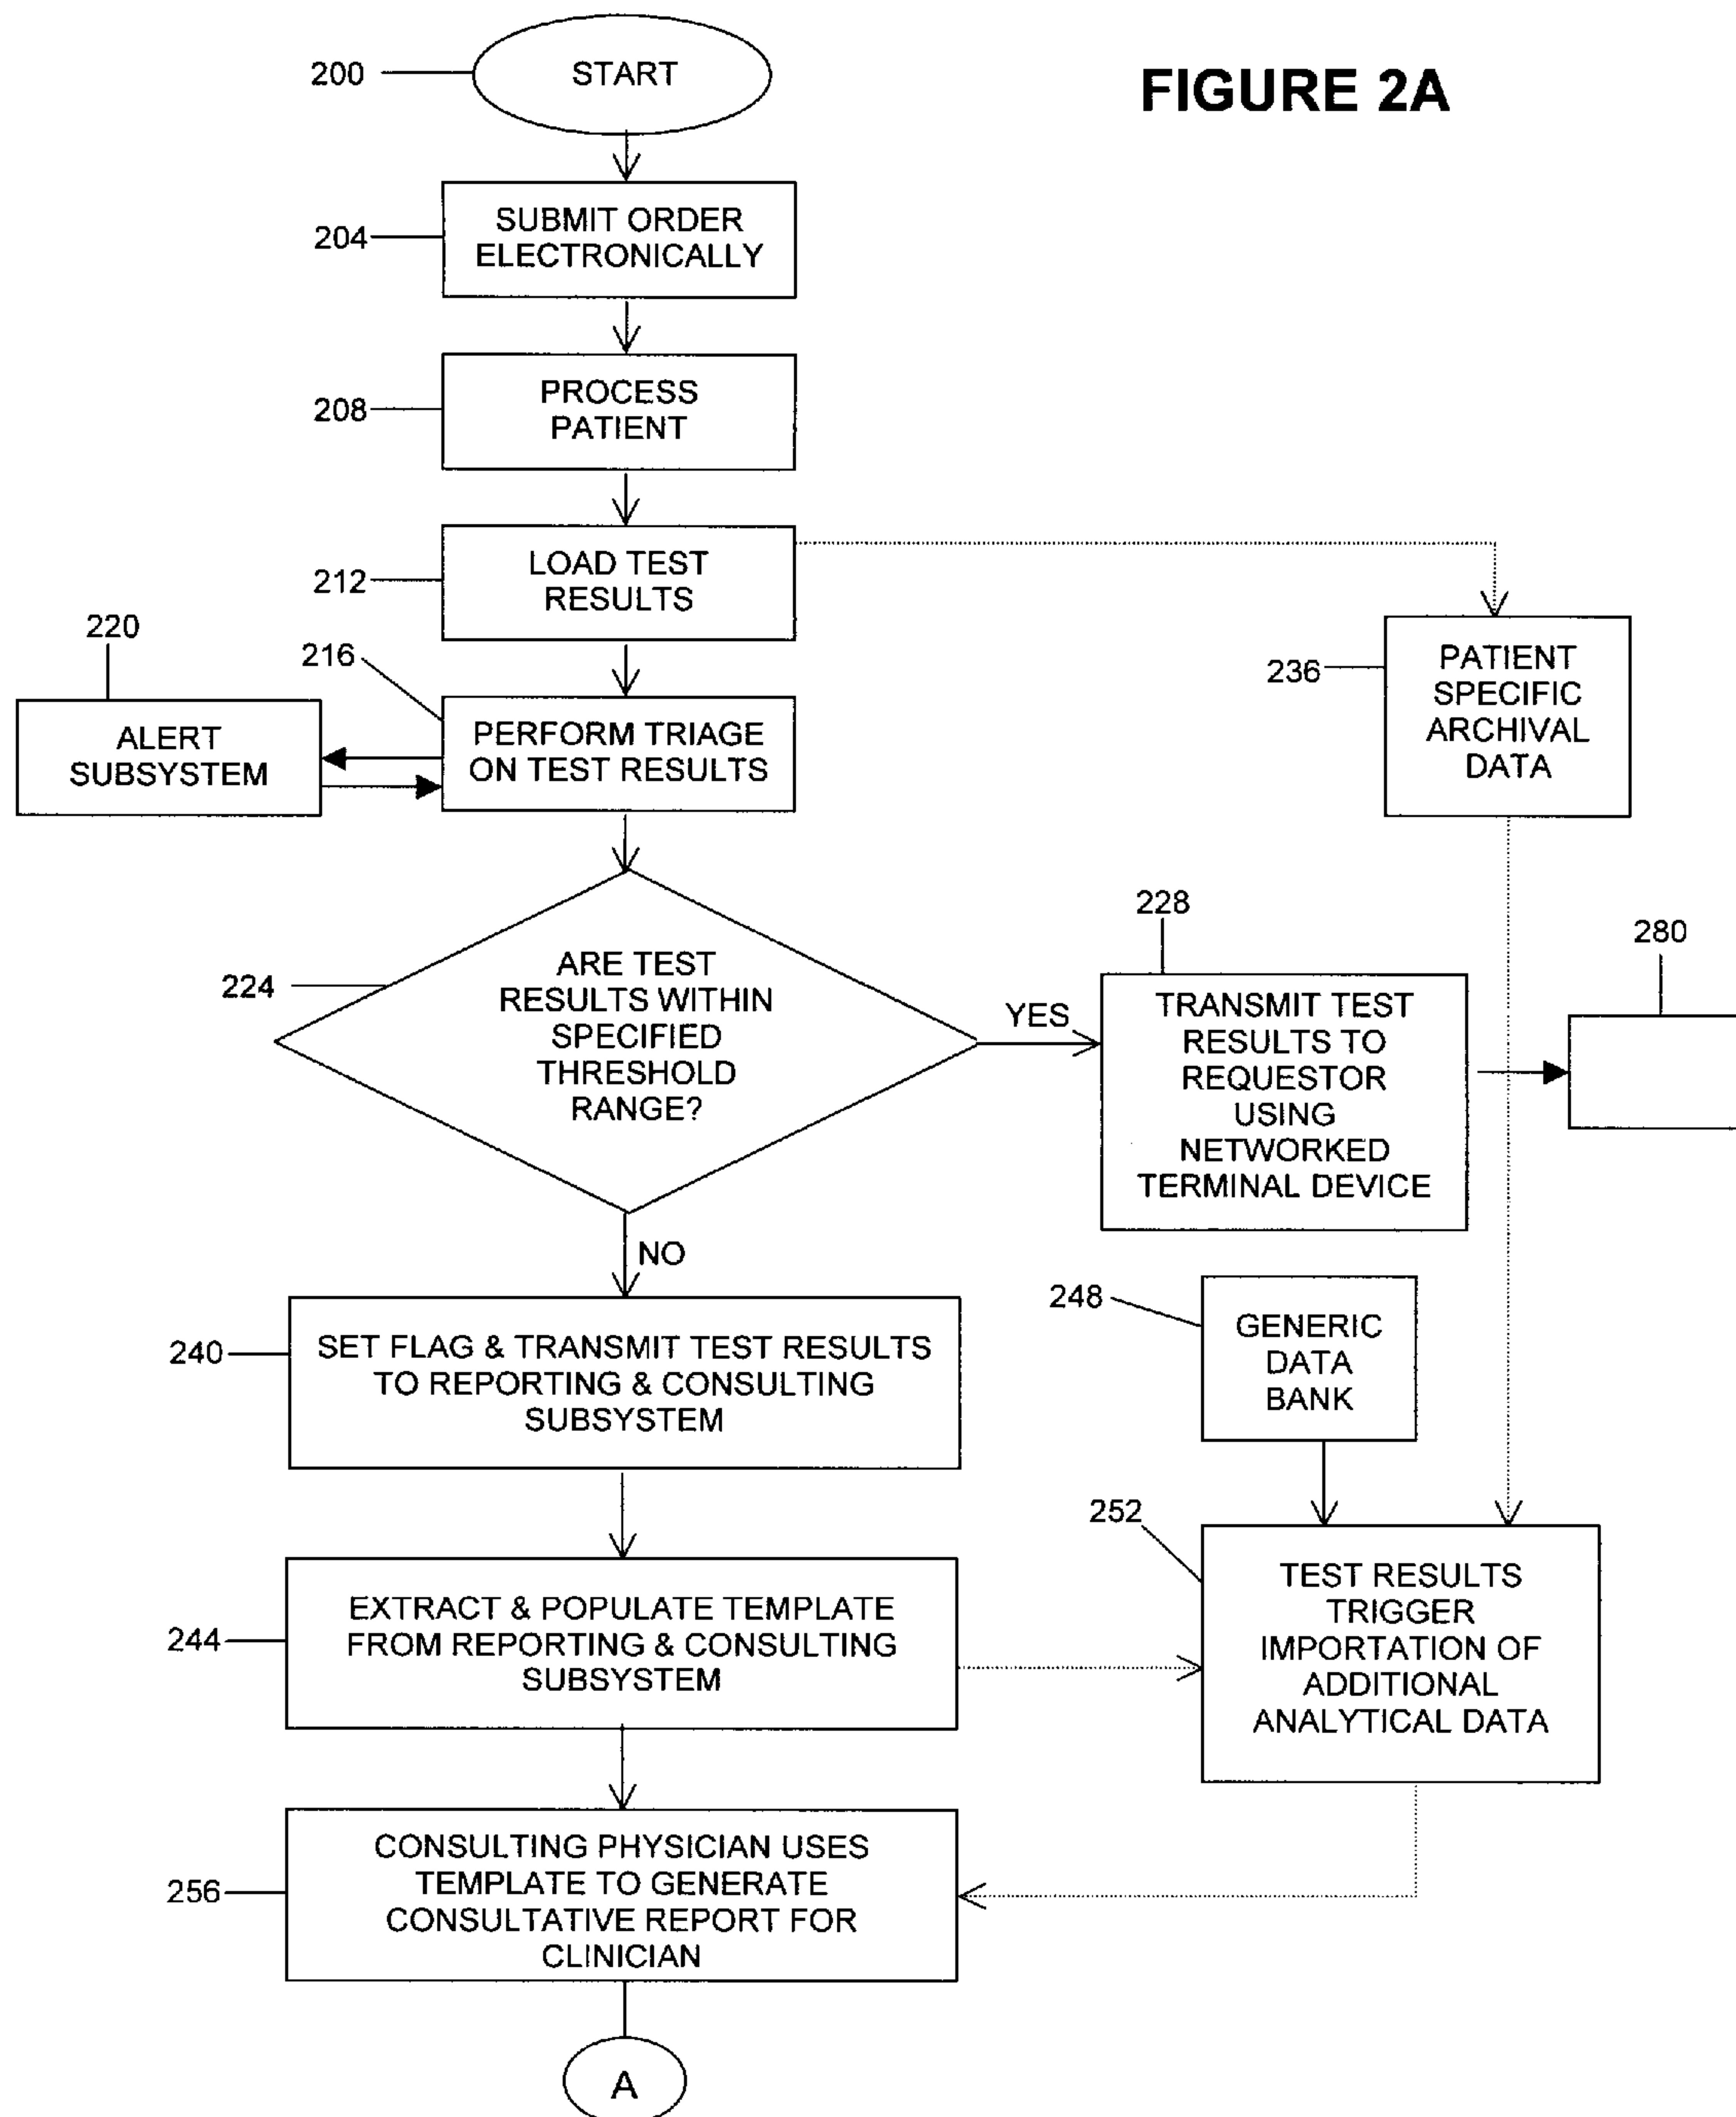 FIGURE 2A
200
START
204
SUBMIT ORDER
ELECTRONICALLY
208
PROCESS
PATIENT
212
LOAD TEST
RESULTS
220
ALERT
SUBSYSTEM
216
PERFORM TRIAGE
ON TEST RESULTS
236
PATIENT
SPECIFIC
ARCHIVAL
DATA
224
ARE TEST
RESULTS WITHIN
SPECIFIED
THRESHOLD
RANGE?
YES
228
TRANSMIT TEST
RESULTS TO
REQUESTOR
USING
NETWORKED
TERMINAL DEVICE
280
NO
240
SET FLAG & TRANSMIT TEST RESULTS
TO REPORTING & CONSULTING
SUBSYSTEM
248
GENERIC
DATA
BANK
244
EXTRACT & POPULATE TEMPLATE
FROM REPORTING & CONSULTING
SUBSYSTEM
252
TEST RESULTS
TRIGGER
IMPORTATION OF
ADDITIONAL
ANALYTICAL DATA
256
CONSULTING PHYSICIAN USES
TEMPLATE TO GENERATE
CONSULTATIVE REPORT FOR
CLINICIAN
A